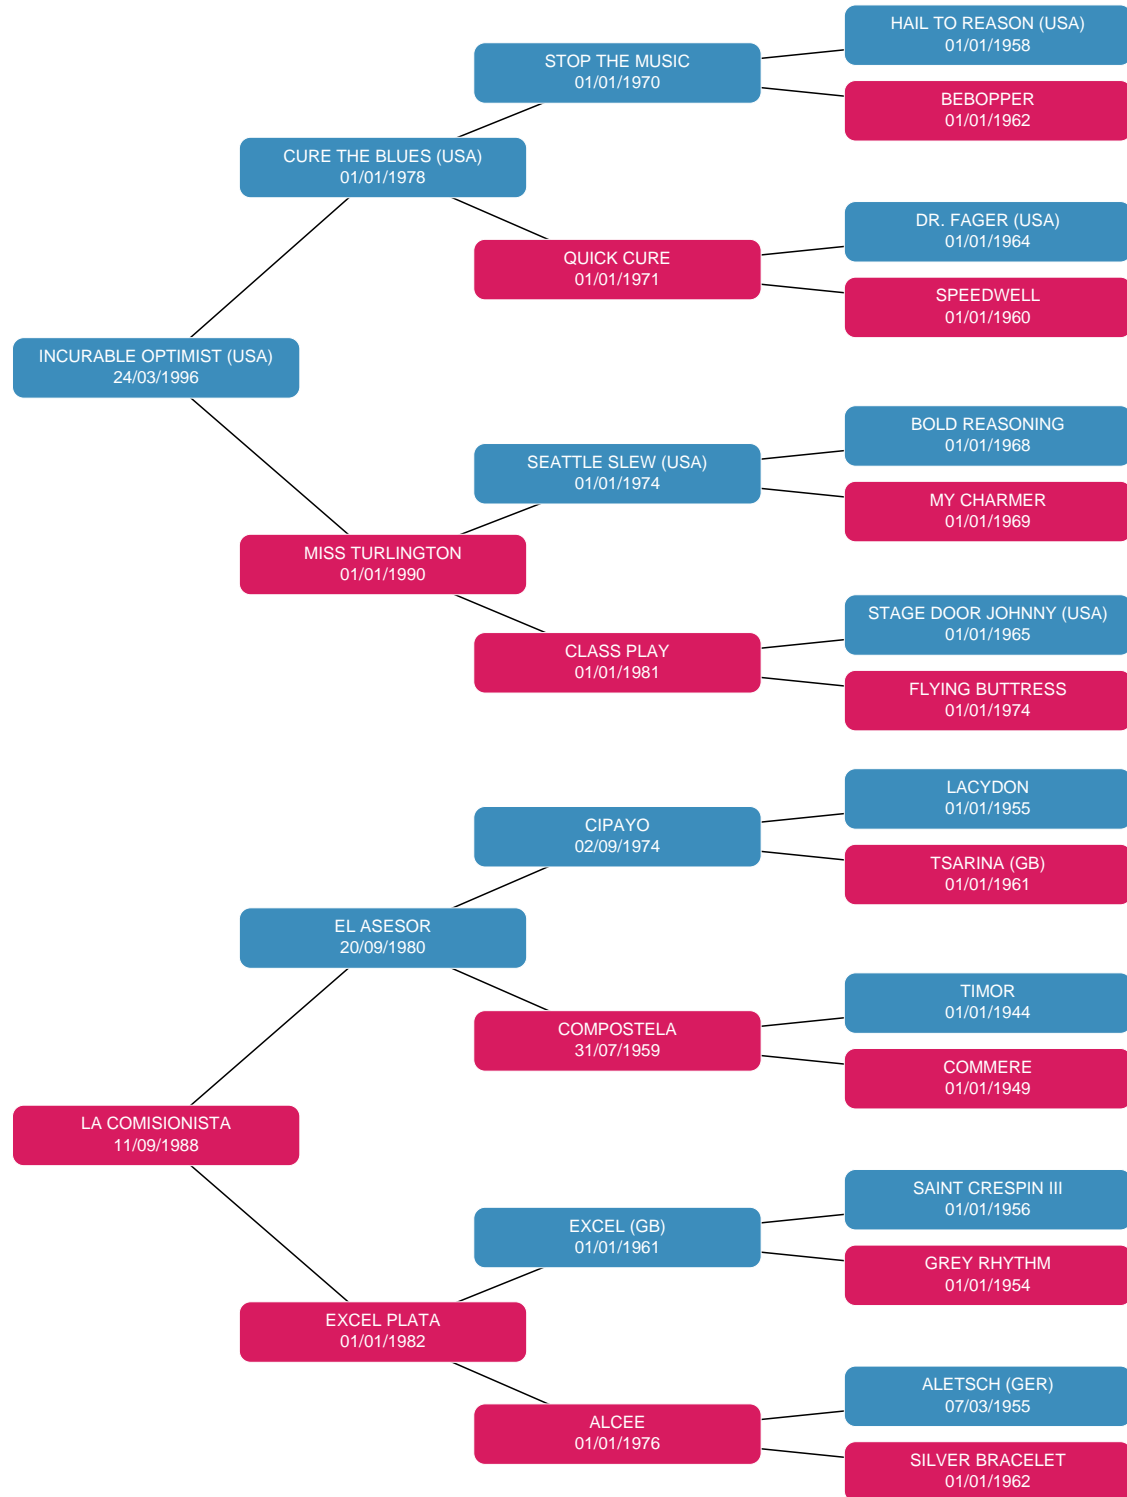 HAIL TO REASON (USA)
01/01/1958
STOP THE MUSIC
01/01/1970
BEBOPPER
01/01/1962
CURE THE BLUES (USA)
01/01/1978
DR. FAGER (USA)
01/01/1964
QUICK CURE
01/01/1971
SPEEDWELL
01/01/1960
INCURABLE OPTIMIST (USA)
24/03/1996
BOLD REASONING
01/01/1968
SEATTLE SLEW (USA)
01/01/1974
MY CHARMER
01/01/1969
MISS TURLINGTON
01/01/1990
STAGE DOOR JOHNNY (USA)
01/01/1965
CLASS PLAY
01/01/1981
FLYING BUTTRESS
01/01/1974
LACYDON
01/01/1955
CIPAYO
02/09/1974
TSARINA (GB)
01/01/1961
EL ASESOR
20/09/1980
TIMOR
01/01/1944
COMPOSTELA
31/07/1959
COMMERE
01/01/1949
LA COMISIONISTA
11/09/1988
SAINT CRESPIN III
01/01/1956
EXCEL (GB)
01/01/1961
GREY RHYTHM
01/01/1954
EXCEL PLATA
01/01/1982
ALETSCH (GER)
07/03/1955
ALCEE
01/01/1976
SILVER BRACELET
01/01/1962